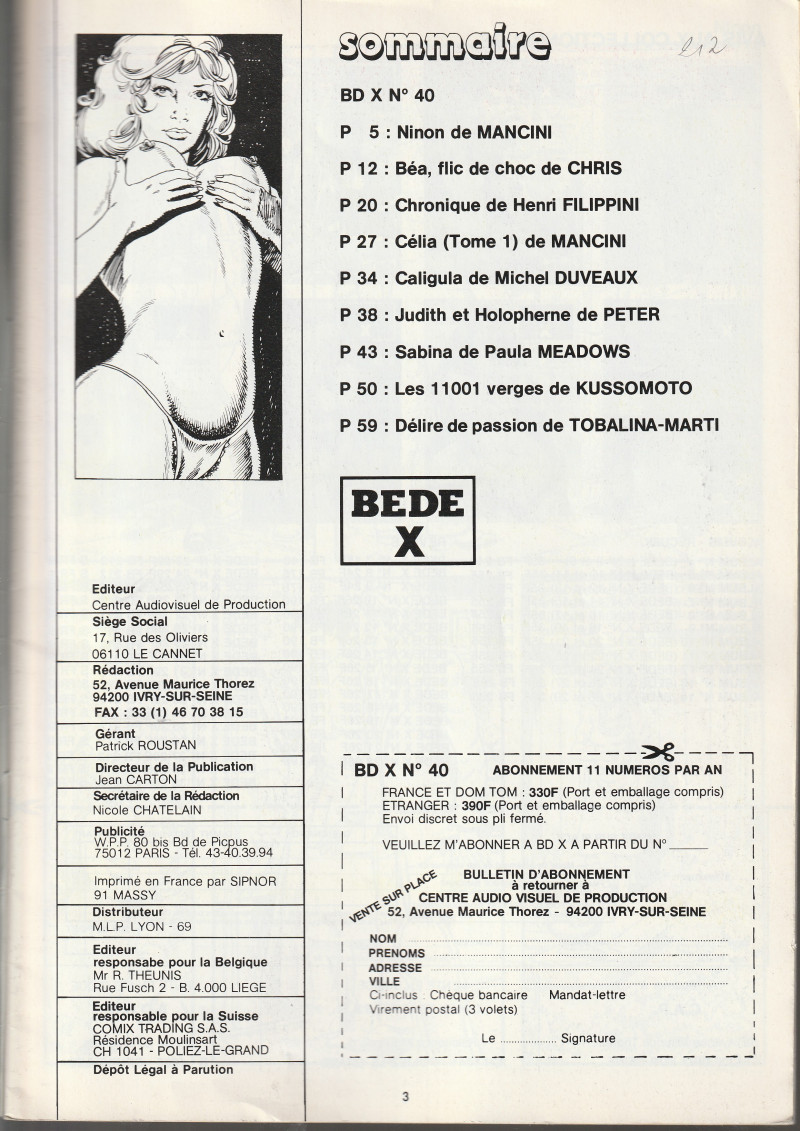 sommaire
212
BD X N° 40
P 5 : Ninon de MANCINI
P 12 : Béa, flic de choc de CHRIS
P 20 : Chronique de Henri FILIPPINI
P 27 : Célia (Tome 1) de MANCINI
P 34 : Caligula de Michel DUVEAUX
P 38 : Judith et Holopherne de PETER
P 43 : Sabina de Paula MEADOWS
P 50 : Les 11001 verges de KUSSOMOTO
P 59 : Délire de passion de TOBALINA-MARTI
BEDE
X
Editeur
Centre Audiovisuel de Production
Siège Social
17, Rue des Oliviers
06110 LE CANNET
Rédaction
52, Avenue Maurice Thorez
94200 IVRY-SUR-SEINE
FAX : 33 (1) 46 70 38 15
Gérant
Patrick ROUSTAN
Directeur de la Publication
Jean CARTON
Secrétaire de la Rédaction
Nicole CHATELAIN
Publicité
W.P.P. 80 bis Bd de Picpus
75012 PARIS - Tél. 43-40.39.94
Imprimé en France par SIPNOR
91 MASSY
Distributeur
M.L.P. LYON - 69
Editeur
responsabe pour la Belgique
Mr R. THEUNIS
Rue Fusch 2 - B. 4.000 LIEGE
Editeur
responsable pour la Suisse
COMIX TRADING S.A.S.
Résidence Moulinsart
CH 1041 - POLIEZ-LE-GRAND
Dépôt Légal à Parution
BD X N° 40 ABONNEMENT 11 NUMEROS PAR AN
FRANCE ET DOM TOM : 330F (Port et emballage compris)
ETRANGER : 390F (Port et emballage compris)
Envoi discret sous pli fermé.
VEUILLEZ M'ABONNER A BD X A PARTIR DU N° _____
VENTE SUR PLACE
BULLETIN D'ABONNEMENT
à retourner à
CENTRE AUDIO VISUEL DE PRODUCTION
52, Avenue Maurice Thorez - 94200 IVRY-SUR-SEINE
NOM
PRENOMS
ADRESSE
VILLE
Ci-inclus : Chèque bancaire Mandat-lettre
Virement postal (3 volets)
Le .................... Signature
3